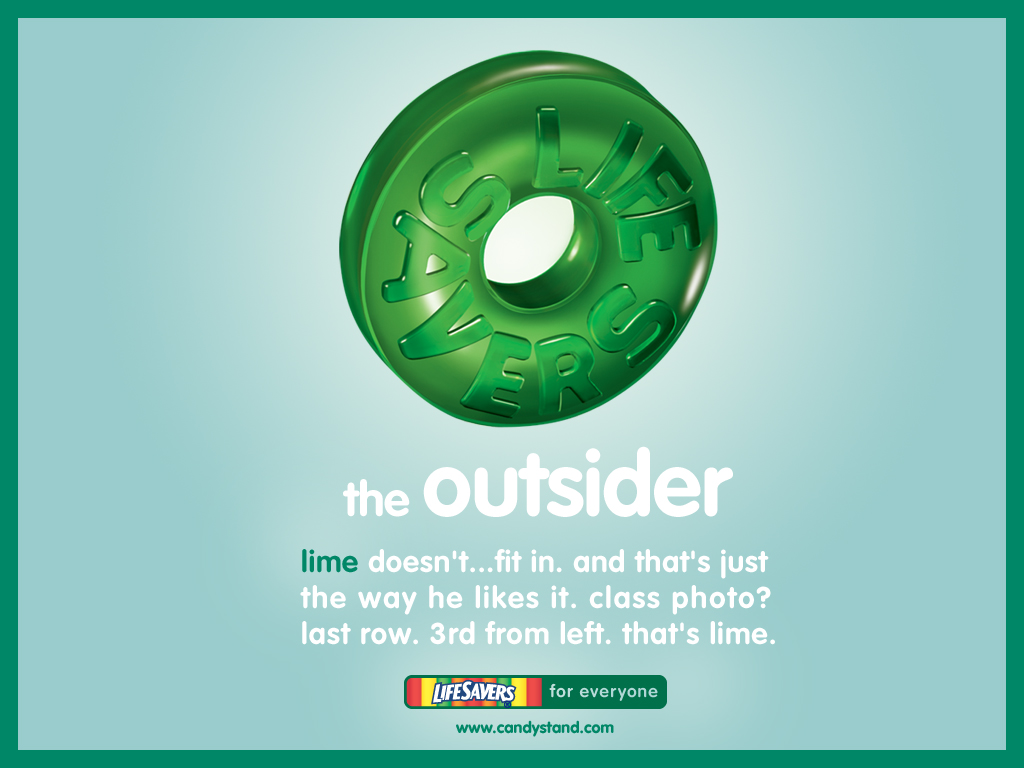 LIFE SAVERS
the outsider
lime doesn't...fit in. and that's just
the way he likes it. class photo?
last row. 3rd from left. that's lime.
LIFESAVERS for everyone
www.candystand.com